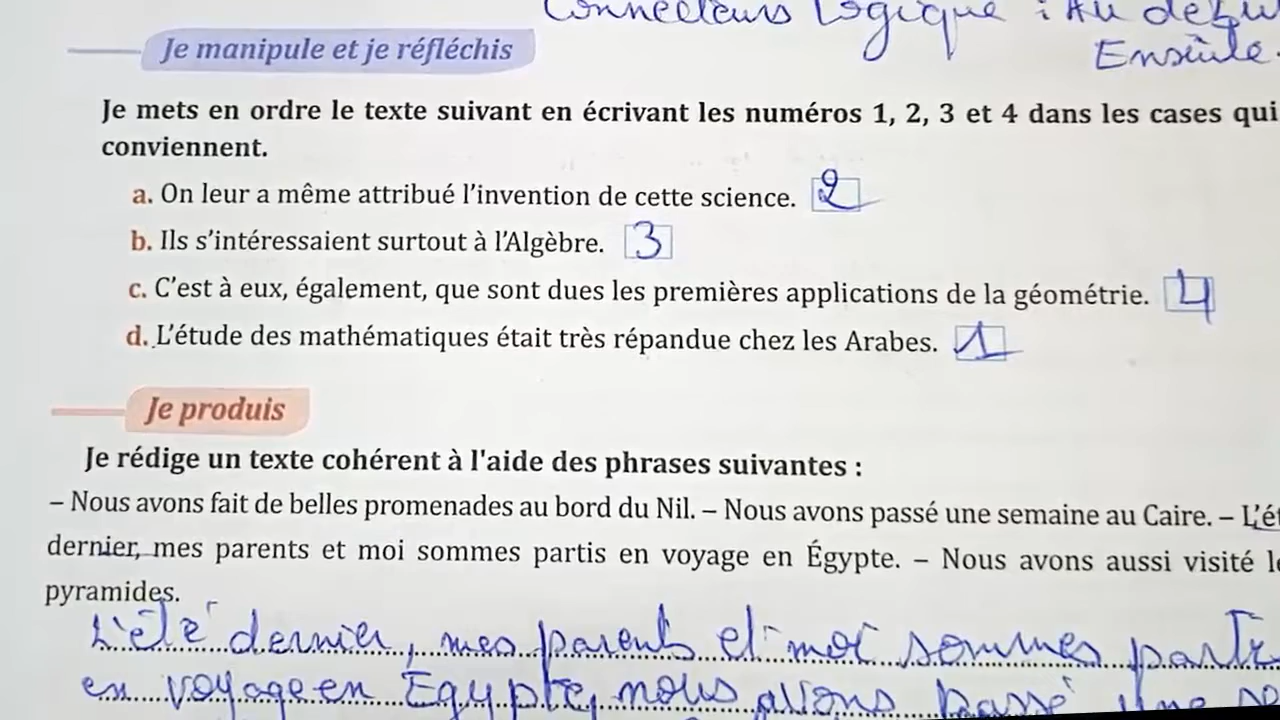 Connecteurs Logique : Au début
Ensuite.
Je manipule et je réfléchis
Je mets en ordre le texte suivant en écrivant les numéros 1, 2, 3 et 4 dans les cases qui
conviennent.
a. On leur a même attribué l'invention de cette science. 2
b. Ils s'intéressaient surtout à l'Algèbre. 3
c. C'est à eux, également, que sont dues les premières applications de la géométrie. 4
d. L'étude des mathématiques était très répandue chez les Arabes. 1
Je produis
Je rédige un texte cohérent à l'aide des phrases suivantes :
– Nous avons fait de belles promenades au bord du Nil. – Nous avons passé une semaine au Caire. – L'ét
dernier, mes parents et moi sommes partis en voyage en Égypte. – Nous avons aussi visité le
pyramides.
L'été dernier, mes parents et moi sommes parti
en voyage en Egypte, nous avons passé une se